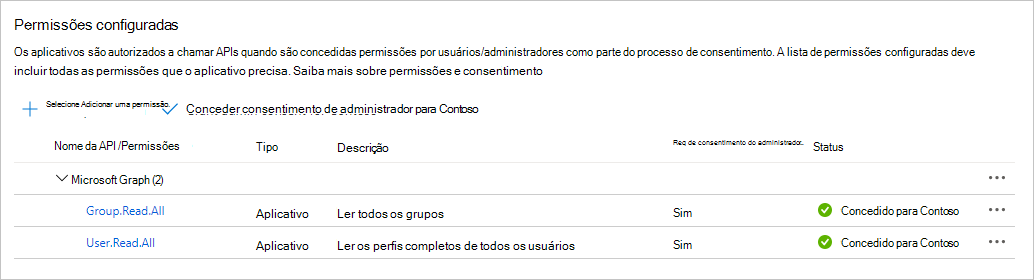 Permissões configuradas
Os aplicativos são autorizados a chamar APIs quando são concedidas permissões por usuários/administradores como parte do processo de consentimento. A lista de permissões configuradas deve
incluir todas as permissões que o aplicativo precisa. Saiba mais sobre permissões e consentimento
Selecione Adicionar uma permissão. Conceder consentimento de administrador para Contoso
Nome da API/Permissões Tipo Descrição Req de consentimento do administrador.. Status
Microsoft Graph (2)
Group.Read.All Aplicativo Ler todos os grupos Sim Concedido para Contoso
User.Read.All Aplicativo Ler os perfis completos de todos os usuários Sim Concedido para Contoso